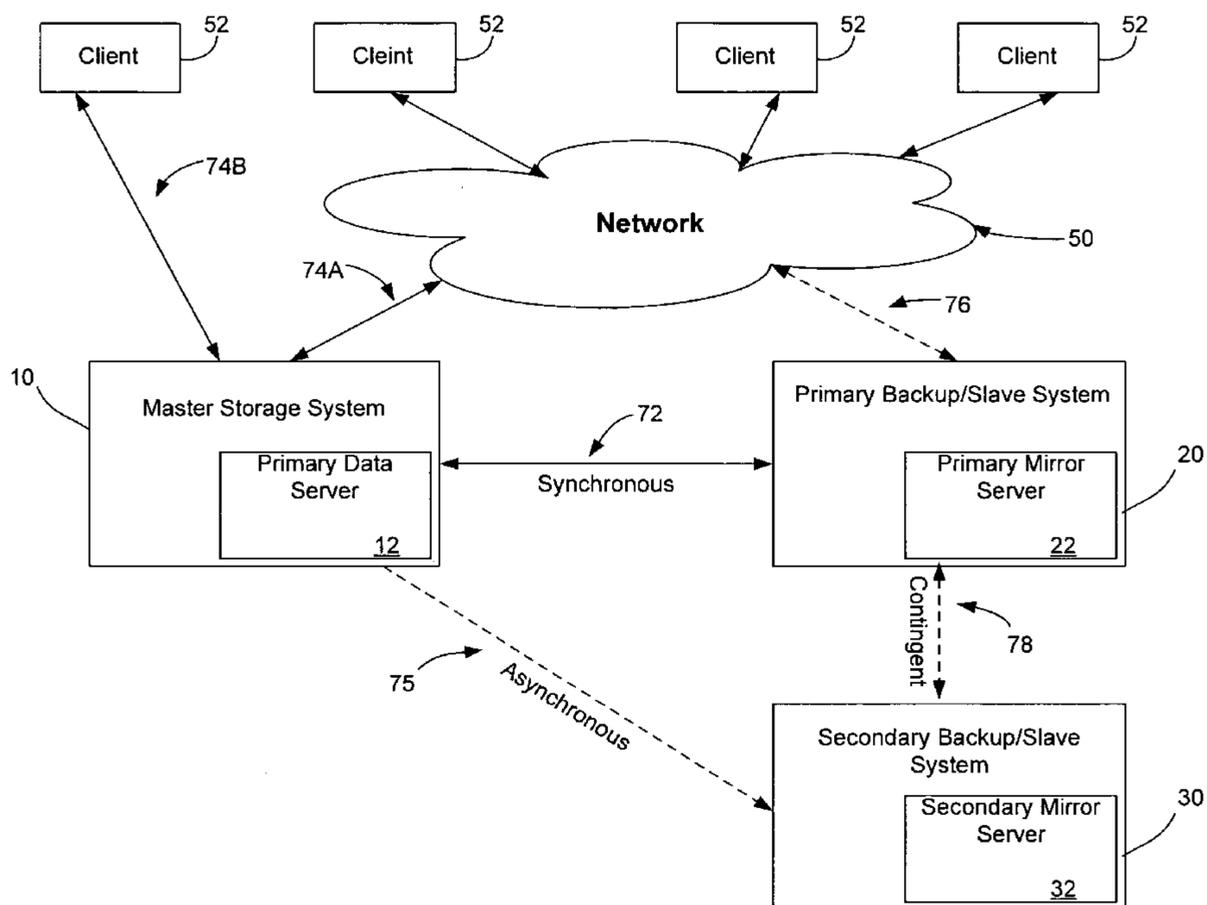 52
52
52
52
Client
Cleint
Client
Client
74B
Network
50
74A
76
10
Master Storage System
Primary Data
Server
12
72
Synchronous
Primary Backup/Slave System
Primary Mirror
Server
22
20
Contingent
78
75
Asynchronous
Secondary Backup/Slave
System
Secondary Mirror
Server
32
30